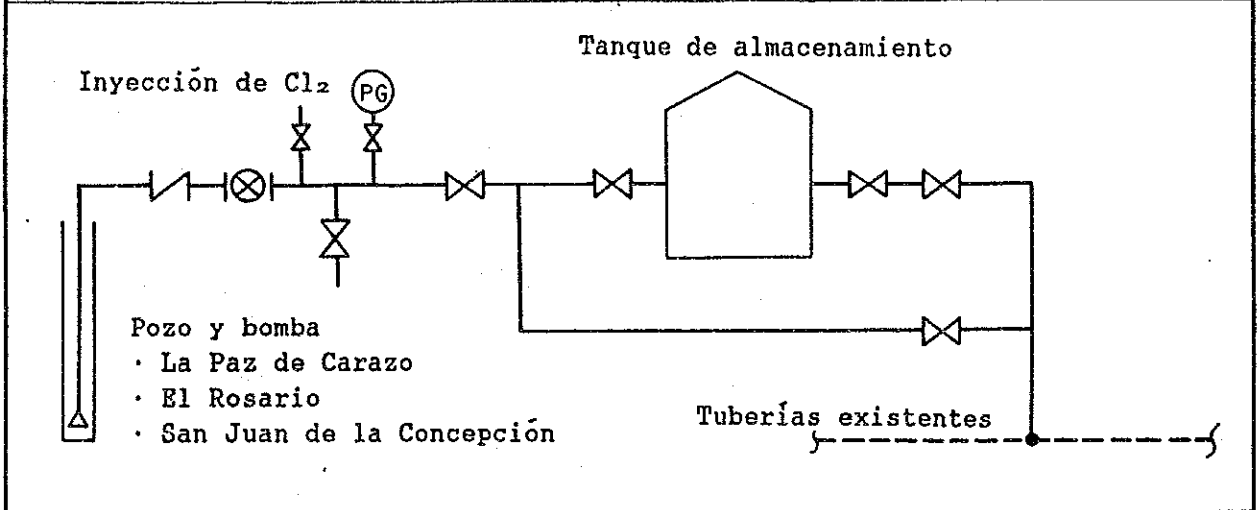 Tanque de almacenamiento
Inyección de Cl₂
PG
Pozo y bomba
· La Paz de Carazo
· El Rosario
· San Juan de la Concepción
Tuberías existentes